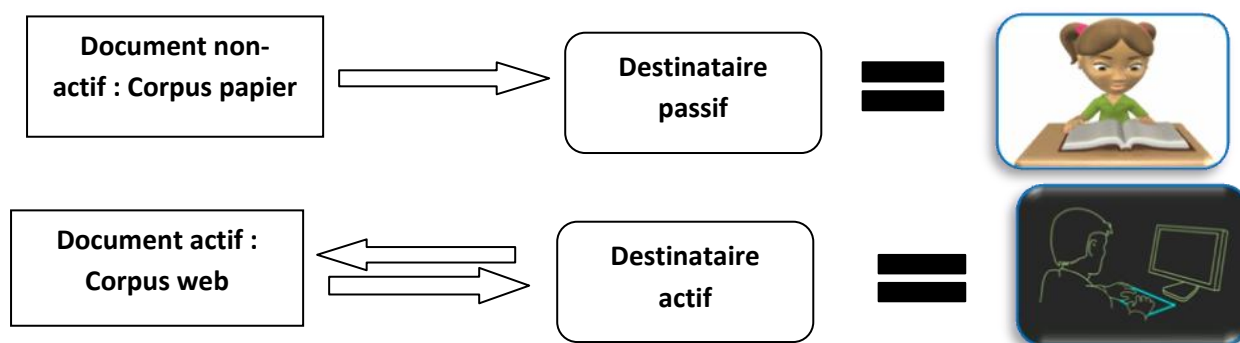 Document non-
actif : Corpus papier
Destinataire
passif
Document actif :
Corpus web
Destinataire
actif